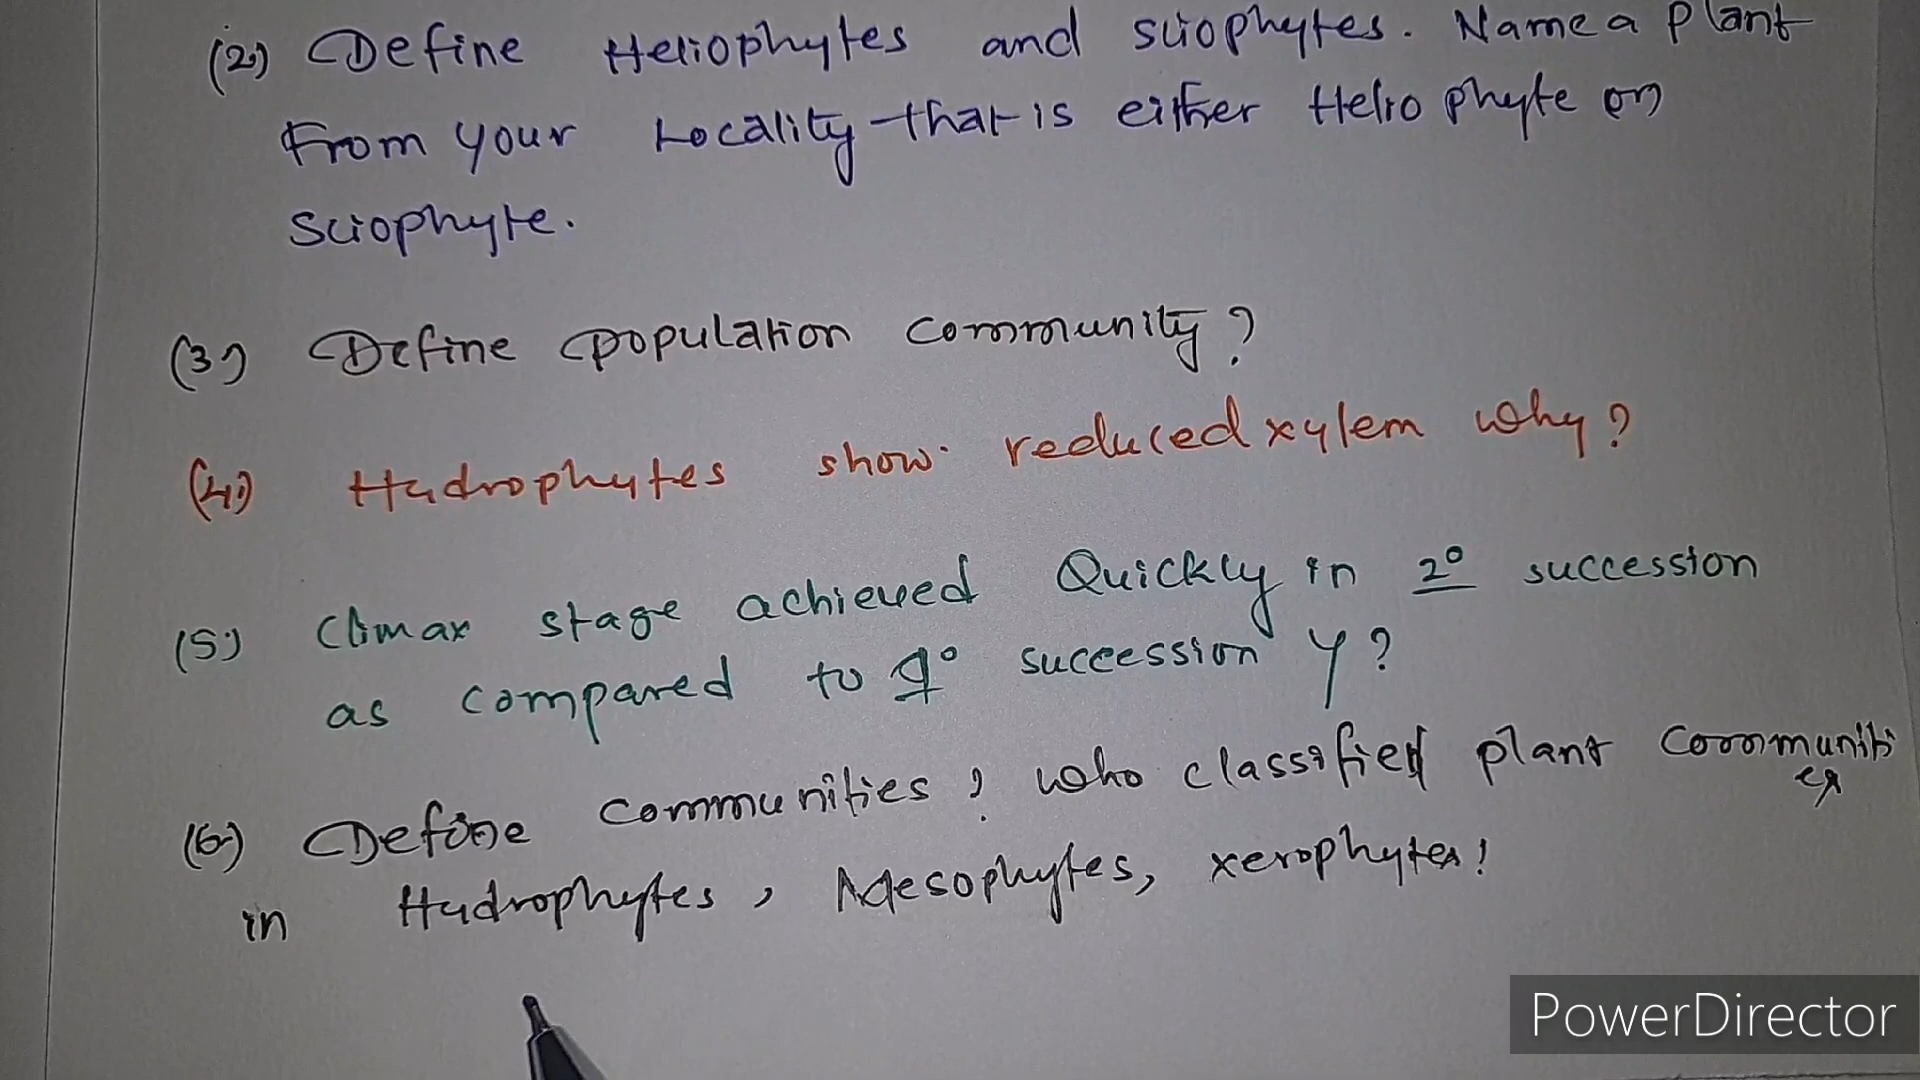 (2) Define Heliophytes and sciophytes. Name a plant
From your Locality that is either Helio phyte or
Sciophyte.
(3) Define population community?
(4) Hydrophytes show reduced xylem why?
(5) Climax stage achieved Quickly in 2° succession
as compared to 1° succession Y?
(6) Define communities? who classified plant communities
in Hydrophytes, Mesophytes, xerophytes!
PowerDirector